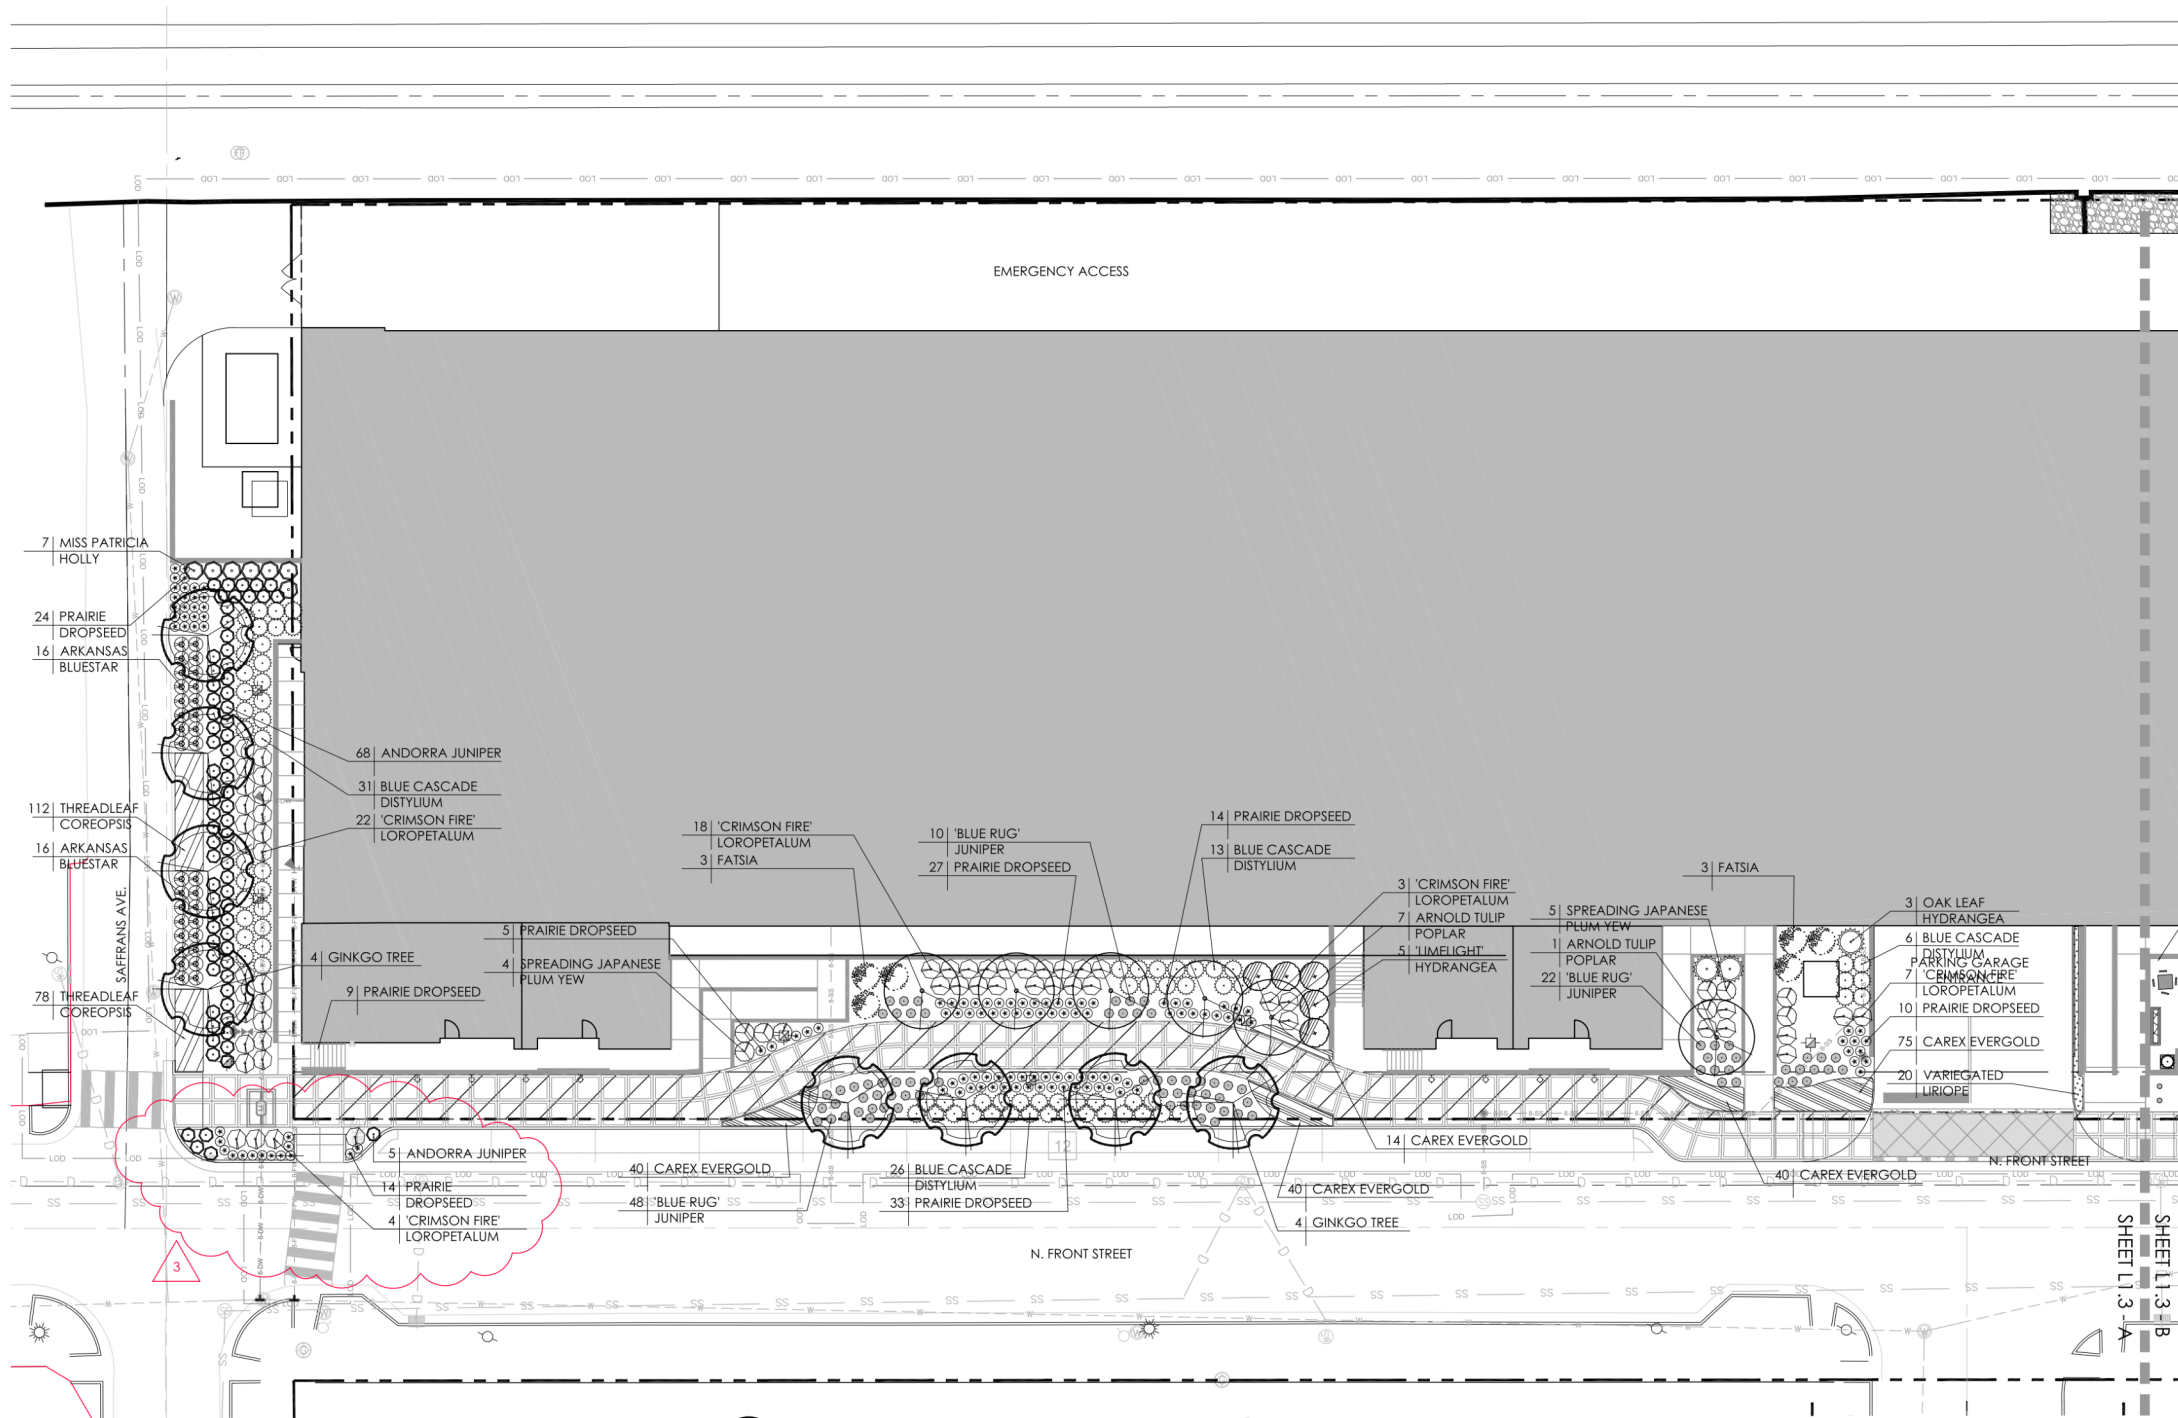 EMERGENCY ACCESS
7 MISS PATRICIA
HOLLY
24 PRAIRIE
DROPSEED
16 ARKANSAS
BLUESTAR
68 ANDORRA JUNIPER
31 BLUE CASCADE
DISTYLIUM
22 'CRIMSON FIRE'
LOROPETALUM
112 THREADLEAF
COREOPSIS
16 ARKANSAS
BLUESTAR
SAFFRANS AVE.
78 THREADLEAF
COREOPSIS
4 GINKGO TREE
9 PRAIRIE DROPSEED
5 PRAIRIE DROPSEED
4 SPREADING JAPANESE
PLUM YEW
18 'CRIMSON FIRE'
LOROPETALUM
3 FATSIA
10 'BLUE RUG'
JUNIPER
27 PRAIRIE DROPSEED
14 PRAIRIE DROPSEED
13 BLUE CASCADE
DISTYLIUM
3 'CRIMSON FIRE'
LOROPETALUM
7 ARNOLD TULIP
POPLAR
5 'LIMELIGHT'
HYDRANGEA
5 SPREADING JAPANESE
PLUM YEW
1 ARNOLD TULIP
POPLAR
22 'BLUE RUG'
JUNIPER
3 FATSIA
3 OAK LEAF
HYDRANGEA
6 BLUE CASCADE
DISTYLIUM
PARKING GARAGE
ENTRANCE
7 'CRIMSON FIRE'
LOROPETALUM
10 PRAIRIE DROPSEED
75 CAREX EVERGOLD
20 VARIEGATED
LIRIOPE
12
14 CAREX EVERGOLD
5 ANDORRA JUNIPER
14 PRAIRIE
DROPSEED
4 'CRIMSON FIRE'
LOROPETALUM
3
40 CAREX EVERGOLD
48 'BLUE RUG'
JUNIPER
26 BLUE CASCADE
DISTYLIUM
33 PRAIRIE DROPSEED
40 CAREX EVERGOLD
4 GINKGO TREE
40 CAREX EVERGOLD
N. FRONT STREET
N. FRONT STREET
SHEET L1.3 - A
SHEET L1.3 - B